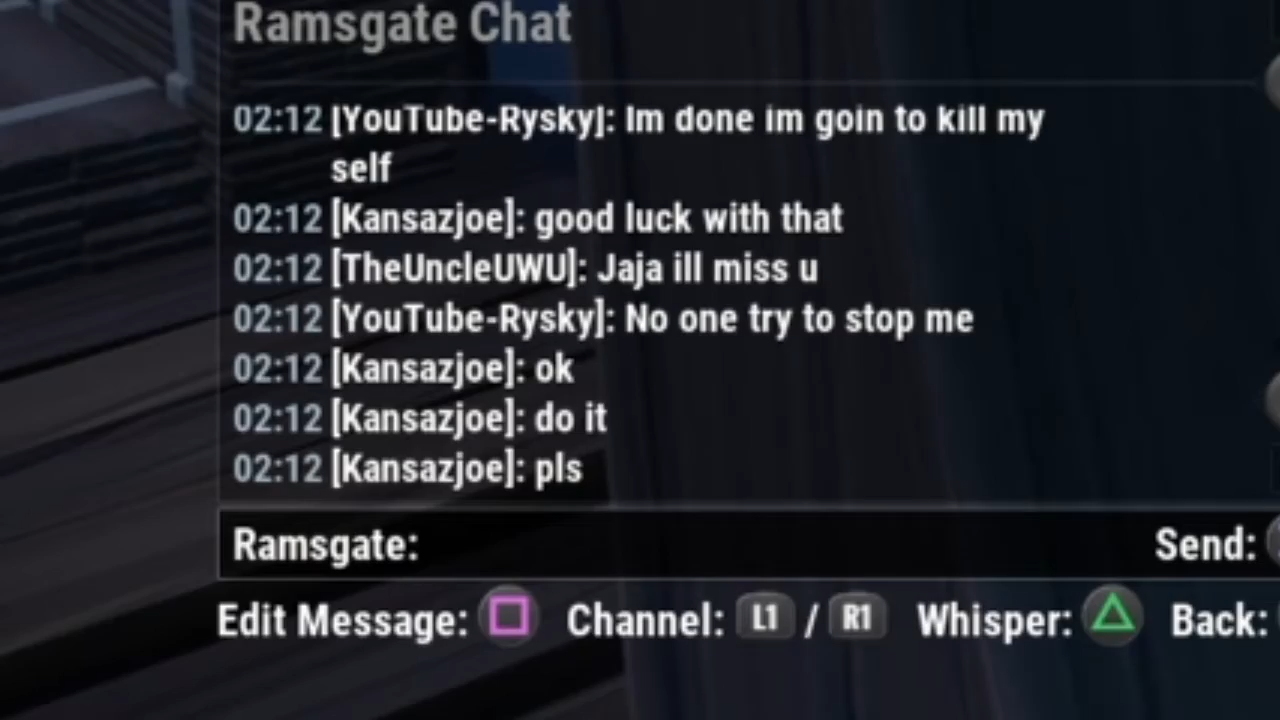 Ramsgate Chat
02:12 [YouTube-Rysky]: Im done im goin to kill my
self
02:12 [Kansazjoe]: good luck with that
02:12 [TheUncleUWU]: Jaja ill miss u
02:12 [YouTube-Rysky]: No one try to stop me
02:12 [Kansazjoe]: ok
02:12 [Kansazjoe]: do it
02:12 [Kansazjoe]: pls
Ramsgate: Send:
Edit Message: Channel: L1 / R1 Whisper: Back: